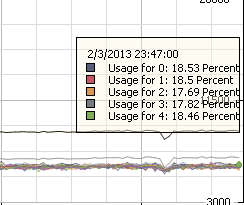 2/3/2013 23:47:00
Usage for 0: 18.53 Percent
Usage for 1: 18.5 Percent
Usage for 2: 17.69 Percent
Usage for 3: 17.82 Percent
Usage for 4: 18.46 Percent
3000